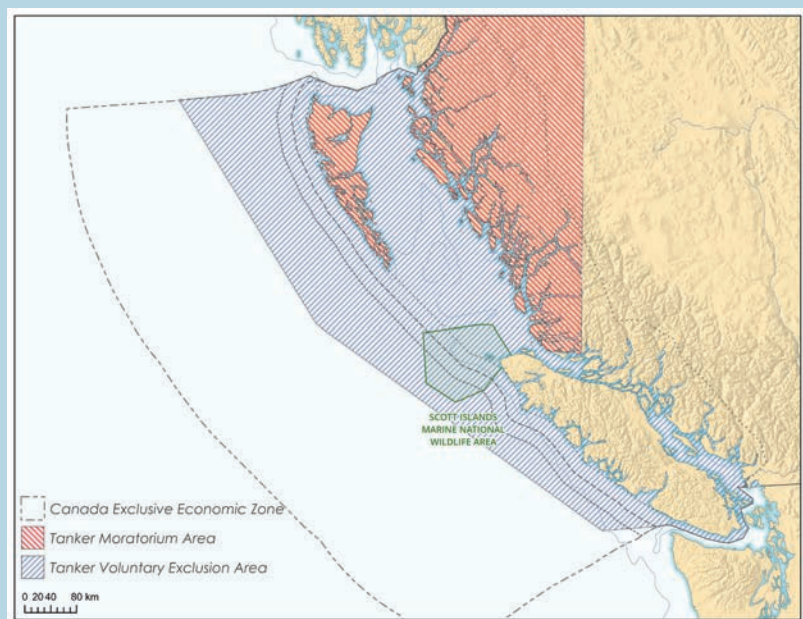 SCOTT ISLANDS
MARINE NATIONAL
WILDLIFE AREA
Canada Exclusive Economic Zone
Tanker Moratorium Area
Tanker Voluntary Exclusion Area
0 20 40 80 km